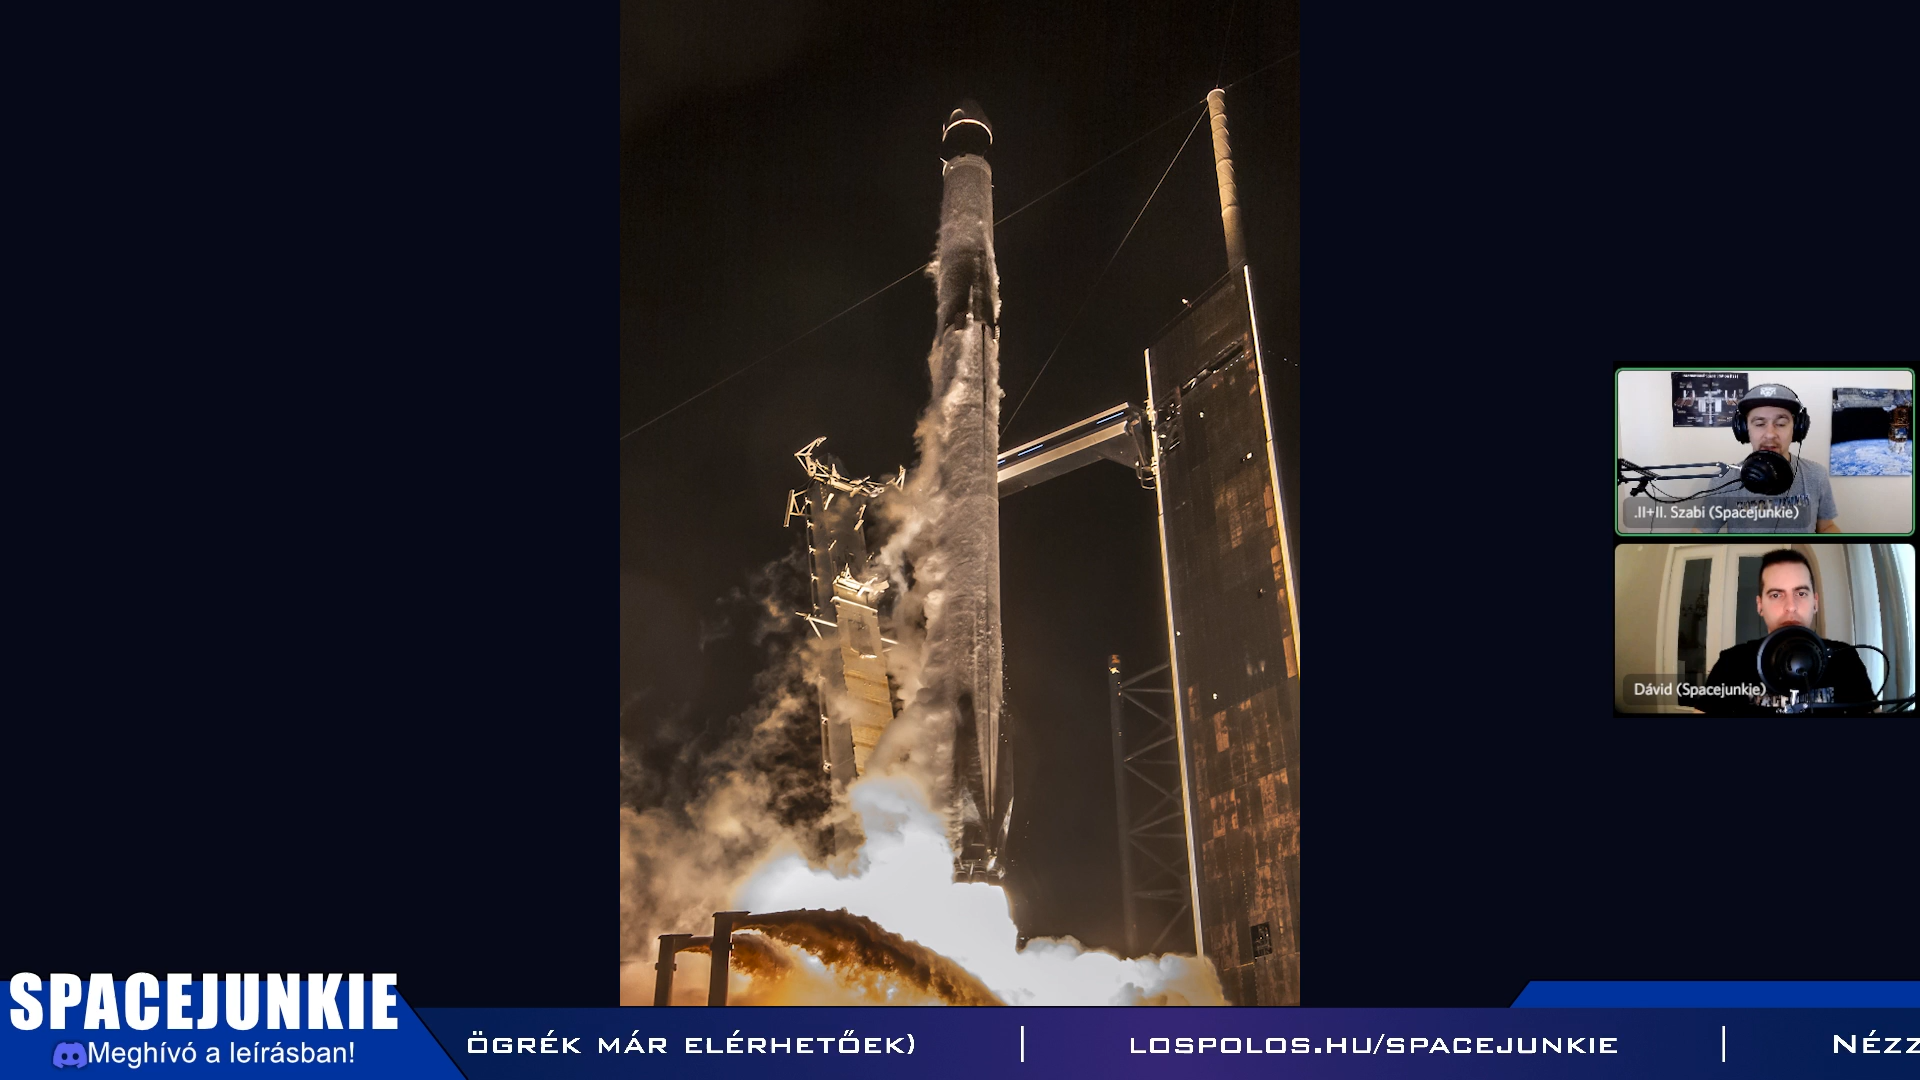 .ll+ll. Szabi (Spacejunkie)
Dávid (Spacejunkie)
SPACEJUNKIE
Meghívó a leírásban!
ÖGRÉK MÁR ELÉRHETŐEK) | LOSPOLOS.HU/SPACEJUNKIE | NÉZZ